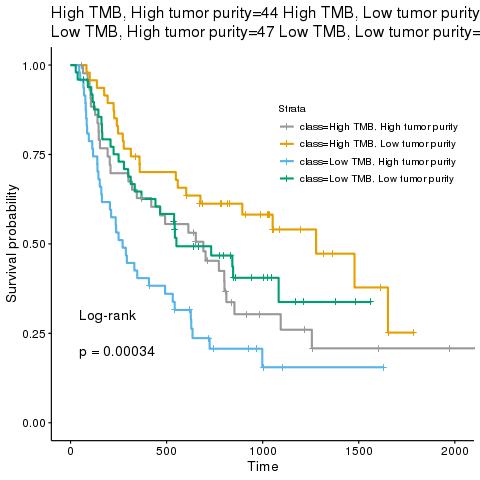 High TMB, High tumor purity=44 High TMB, Low tumor purity
Low TMB, High tumor purity=47 Low TMB, Low tumor purity=
Strata
class=High TMB. High tumor purity
class=High TMB. Low tumor purity
class=Low TMB. High tumor purity
class=Low TMB. Low tumor purity
1.00
0.75
0.50
0.25
0.00
Survival probability
Log-rank
p = 0.00034
0 500 1000 1500 2000
Time